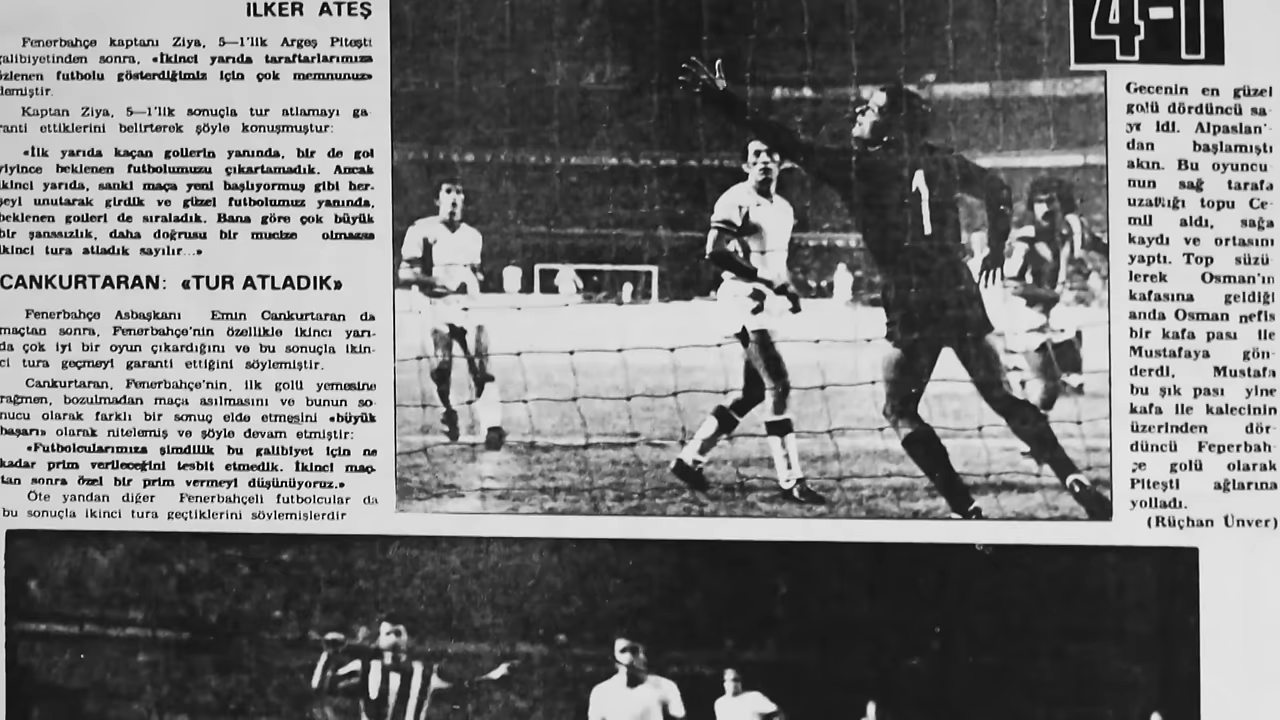 İLKER ATEŞ
Fenerbahçe kaptanı Ziya, 5—1'lik Argeş Piteşti
galibiyetinden sonra, «İkinci yarıda taraftarlarımıza
özlenen futbolu gösterdiğimiz için çok memnunuz»
demiştir.
Kaptan Ziya, 5—1'lik sonuçla tur atlamayı ga
ranti ettiklerini belirterek şöyle konuşmuştur:
«İlk yarıda kaçan gollerin yanında, bir de gol
yiyince beklenen futbolumuzu çıkartamadık. Ancak
ikinci yarıda, sanki maça yeni başlıyormuş gibi her-
şeyi unutarak girdik ve güzel futbolumuz yanında,
beklenen golleri de sıraladık. Bana göre çok büyük
bir şanssızlık, daha doğrusu bir mucize olmazsa
ikinci tura atladık sayılır...»
CANKURTARAN: «TUR ATLADIK»
Fenerbahçe Asbaşkanı Emin Cankurtaran da
maçtan sonra, Fenerbahçe'nin özellikle ikinci yarı-
da çok iyi bir oyun çıkardığını ve bu sonuçla ikin-
ci tura geçmeyi garanti ettiğini söylemiştir.
Cankurtaran, Fenerbahçe'nin, ilk golü yemesine
rağmen, bozulmadan maça asılmasını ve bunun so
nucu olarak farklı bir sonuç elde etmesini «büyük
başarı» olarak nitelemiş ve şöyle devam etmiştir:
«Futbolcularımıza şimdilik bu galibiyet için ne
kadar prim verileceğini tesbit etmedik. İkinci maç-
tan sonra özel bir prim vermeyi düşünüyoruz.»
Öte yandan diğer Fenerbahçeli futbolcular da
bu sonuçla ikinci tura geçtiklerini söylemişlerdir
1
4-1
Gecenin en güzel
golü dördüncü sa
yı idi. Alpaslan'-
dan başlamıştı
akın. Bu oyuncu
nun sağ tarafa
uzattığı topu Ce-
mil aldı, sağa
kaydı ve ortasını
yaptı. Top süzü-
lerek Osman'ın
kafasına geldiği
anda Osman nefis
bir kafa pası ile
Mustafaya gön-
derdi, Mustafa
bu şık pası yine
kafa ile kalecinin
üzerinden dör-
düncü Fenerbah-
çe golü olarak
Piteşti ağlarına
yolladı.
(Rüçhan Ünver)